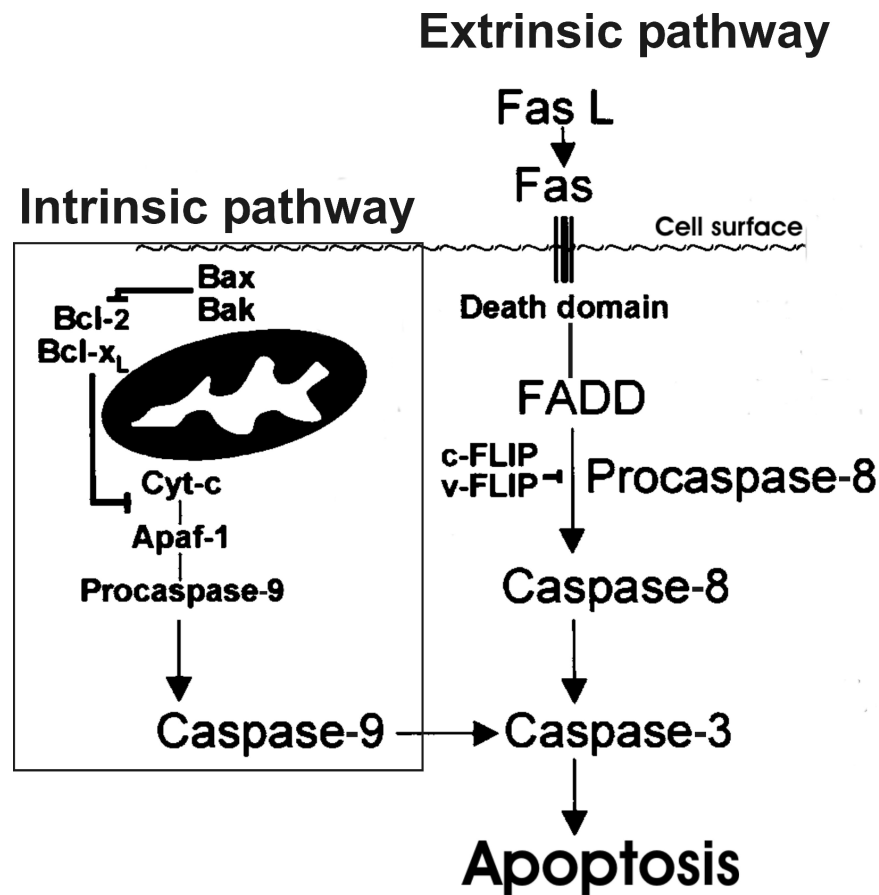 Extrinsic pathway
Fas L
Fas
Cell surface
Death domain
FADD
c-FLIP
v-FLIP
Procaspase-8
Caspase-8
Caspase-3
Apoptosis
Intrinsic pathway
Bax
Bak
Bcl-2
Bcl-xL
Cyt-c
Apaf-1
Procaspase-9
Caspase-9